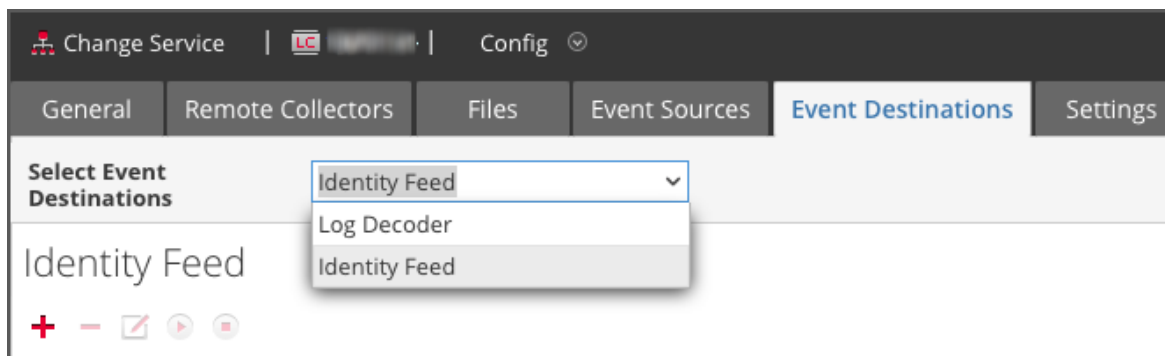 Change Service | LC | Config
General Remote Collectors Files Event Sources Event Destinations Settings
Select Event
Destinations
Identity Feed
Log Decoder
Identity Feed
Identity Feed